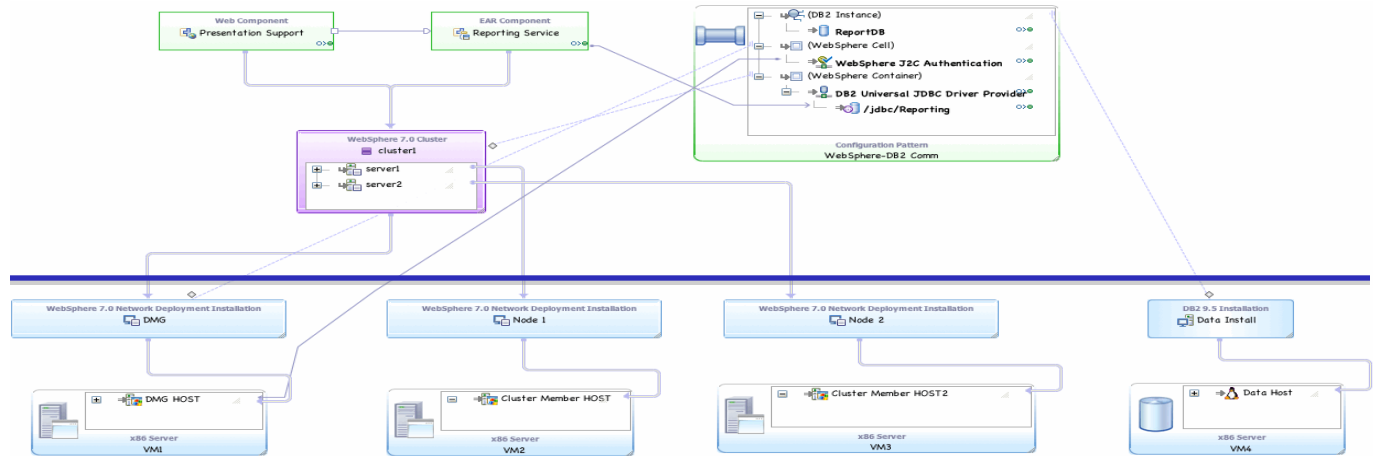 Web Component
Presentation Support
EAR Component
Reporting Service
(DB2 Instance)
ReportDB
(WebSphere Cell)
WebSphere J2C Authentication
(WebSphere Container)
DB2 Universal JDBC Driver Provider
/jdbc/Reporting
Configuration Pattern
WebSphere-DB2 Comm
WebSphere 7.0 Cluster
cluster1
server1
server2
WebSphere 7.0 Network Deployment Installation
DMG
WebSphere 7.0 Network Deployment Installation
Node 1
WebSphere 7.0 Network Deployment Installation
Node 2
DB2 9.5 Installation
Data Install
DMG HOST
x86 Server
VM1
Cluster Member HOST
x86 Server
VM2
Cluster Member HOST2
x86 Server
VM3
Data Host
x86 Server
VM4